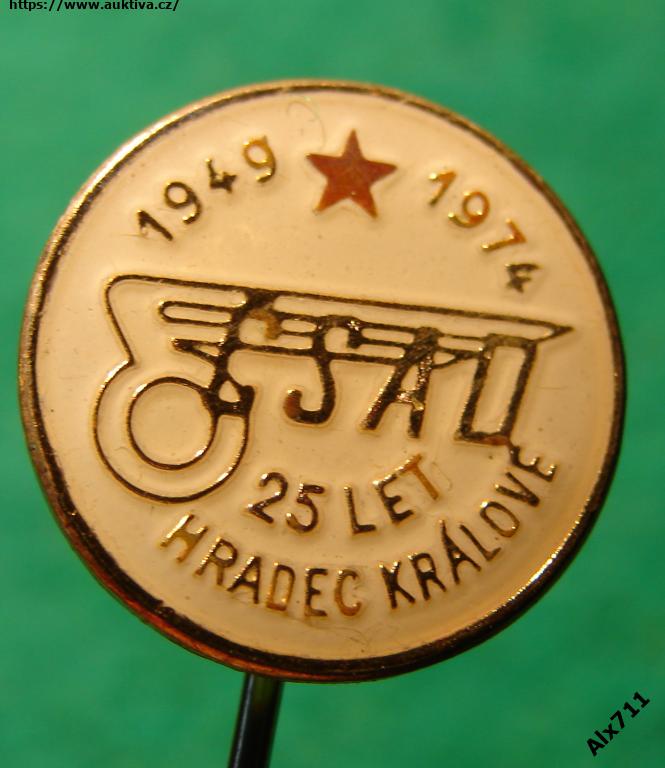 https://www.auktiva.cz/
1949 1974
ČSAD
25 LET
HRADEC KRÁLOVÉ
Alx711